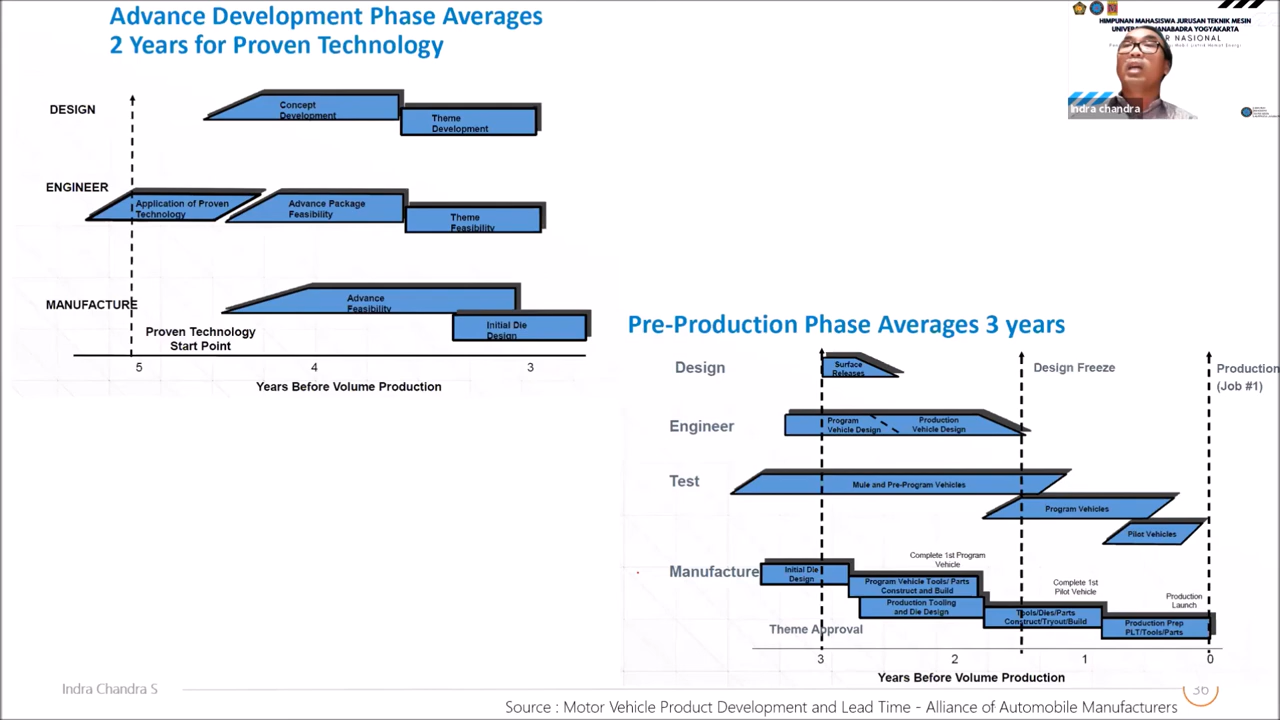 Advance Development Phase Averages
2 Years for Proven Technology
DESIGN
Concept
Development
Theme
Development
ENGINEER
Application of Proven
Technology
Advance Package
Feasibility
Theme
Feasibility
MANUFACTURE
Advance
Feasibility
Initial Die
Design
Proven Technology
Start Point
5
4
3
Years Before Volume Production
HIMPUNAN MAHASISWA JURUSAN TEKNIK MESIN
YOGYAKARTA
NASIONAL
Indra chandra
Pre-Production Phase Averages 3 years
Design
Surface
Releases
Design Freeze
Production
(Job #1)
Engineer
Program
Vehicle Design
Production
Vehicle Design
Test
Mule and Pre-Program Vehicles
Program Vehicles
Pilot Vehicles
Manufacture
Initial Die
Design
Complete 1st Program
Vehicle
Program Vehicle Tools/ Parts
Construct and Build
Production Tooling
and Die Design
Complete 1st
Pilot Vehicle
Tools/Dies/Parts
Construct/Tryout/Build
Production
Launch
Production Prep
PLT/Tools/Parts
Theme Approval
3
2
1
0
Years Before Volume Production
Indra Chandra S
36
Source : Motor Vehicle Product Development and Lead Time - Alliance of Automobile Manufacturers